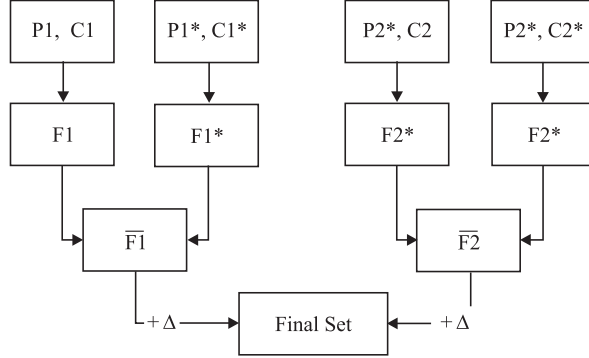 P1, C1
P1*, C1*
P2*, C2
P2*, C2*
F1
F1*
F2*
F2*
F̅1̅
F̅2̅
+ Δ
Final Set
+ Δ